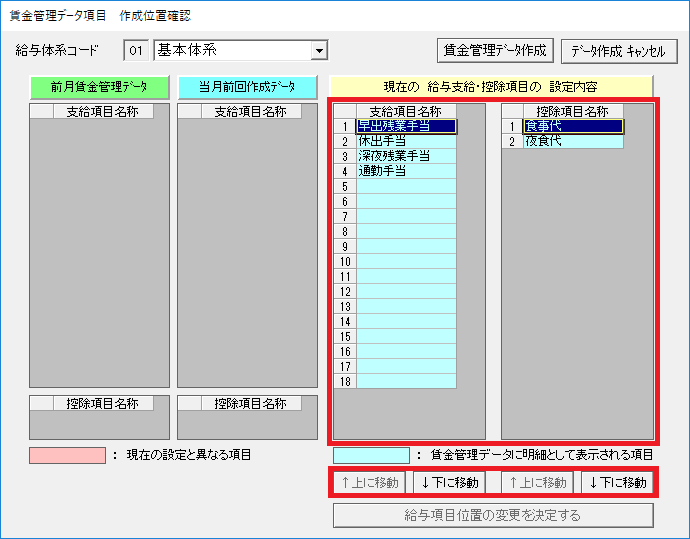 賃金管理データ項目 作成位置確認
給与体系コード 01 基本体系
賃金管理データ作成
データ作成 キャンセル
前月賃金管理データ
当月前回作成データ
現在の 給与支給・控除項目の 設定内容
支給項目名称
支給項目名称
支給項目名称
控除項目名称
1 早出残業手当
2 休出手当
3 深夜残業手当
4 通勤手当
5
6
7
8
9
10
11
12
13
14
15
16
17
18
1 食事代
2 夜食代
控除項目名称
控除項目名称
： 現在の設定と異なる項目
： 賃金管理データに明細として表示される項目
↑上に移動
↓下に移動
↑上に移動
↓下に移動
給与項目位置の変更を決定する